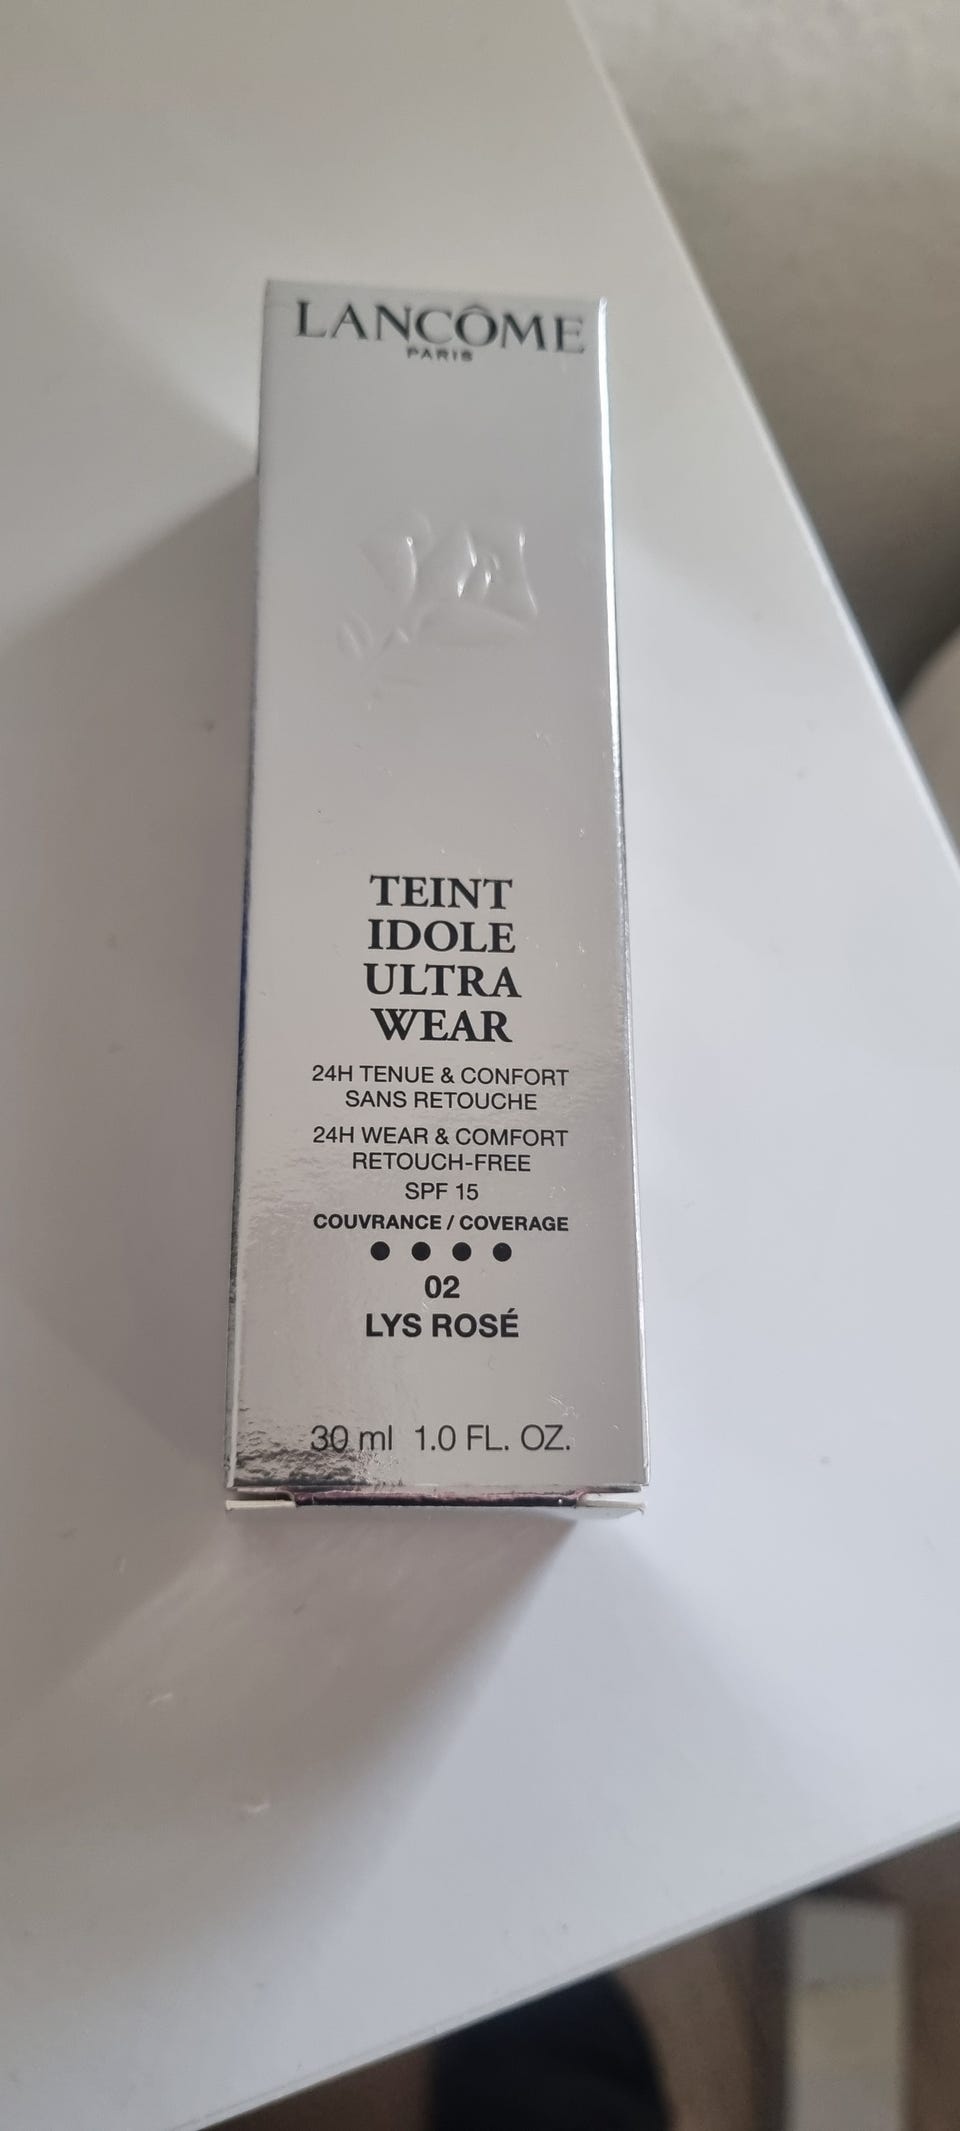 LANCÔME
PARIS
TEINT
IDOLE
ULTRA
WEAR
24H TENUE & CONFORT
SANS RETOUCHE
24H WEAR & COMFORT
RETOUCH-FREE
SPF 15
COUVRANCE / COVERAGE
02
LYS ROSÉ
30 ml 1.0 FL. OZ.